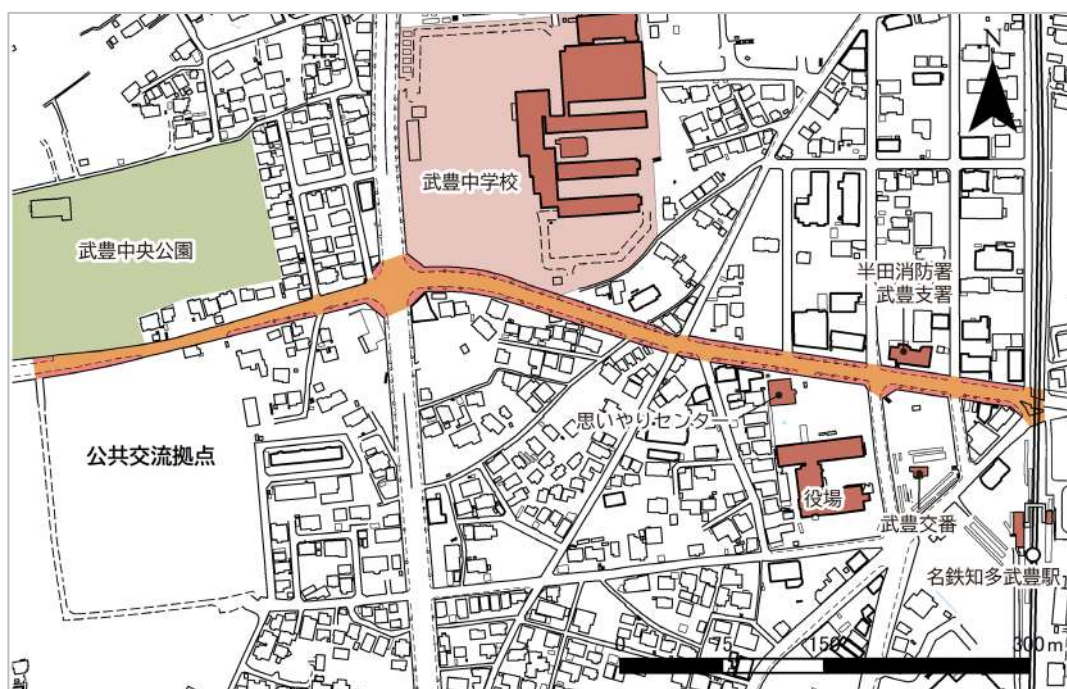 N
武豊中学校
武豊中央公園
半田消防署
武豊支署
思いやりセンター
公共交流拠点
役場
武豊交番
名鉄知多武豊駅
0 75 150 300 m